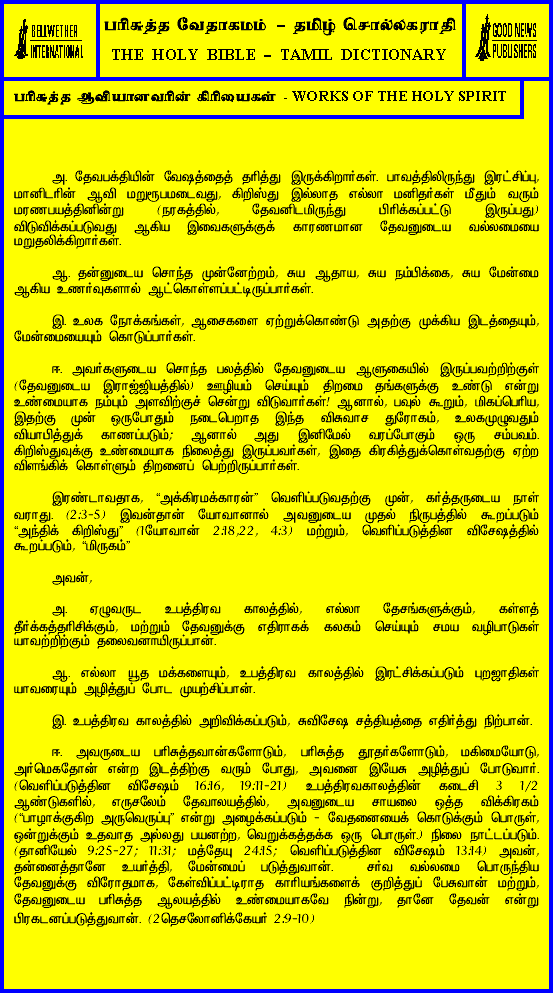 BELLWETHER
INTERNATIONAL
பரிசுத்த வேதாகமம் – தமிழ் சொல்லகராதி
THE HOLY BIBLE – TAMIL DICTIONARY
GOOD NEWS
PUBLISHERS
பரிசுத்த ஆவியானவரின் கிரியைகள் - WORKS OF THE HOLY SPIRIT
அ. தேவபக்தியின் வேஷத்தைத் தரித்து இருக்கிறார்கள். பாவத்திலிருந்து இரட்சிப்பு,
மானிடரின் ஆவி மறுரூபமடைவது, கிறிஸ்து இல்லாத எல்லா மனிதர்கள் மீதும் வரும்
மரணபயத்தினின்று (நரகத்தில், தேவனிடமிருந்து பிரிக்கப்பட்டு இருப்பது)
விடுவிக்கப்படுவது ஆகிய இவைகளுக்குக் காரணமான தேவனுடைய வல்லமையை
மறுதலிக்கிறார்கள்.
ஆ. தன்னுடைய சொந்த முன்னேற்றம், சுய ஆதாய, சுய நம்பிக்கை, சுய மேன்மை
ஆகிய உணர்வுகளால் ஆட்கொள்ளப்பட்டிருப்பார்கள்.
இ. உலக நோக்கங்கள், ஆசைகளை ஏற்றுக்கொண்டு அதற்கு முக்கிய இடத்தையும்,
மேன்மையையும் கொடுப்பார்கள்.
ஈ. அவர்களுடைய சொந்த பலத்தில் தேவனுடைய ஆளுகையில் இருப்பவற்றிற்குள்
(தேவனுடைய இராஜ்ஜியத்தில்) ஊழியம் செய்யும் திறமை தங்களுக்கு உண்டு என்று
உண்மையாக நம்பும் அளவிற்குச் சென்று விடுவார்கள்! ஆனால், பவுல் கூறும், மிகப்பெரிய,
இதற்கு முன் ஒருபோதும் நடைபெறாத இந்த விசுவாச துரோகம், உலகமுழுவதும்
வியாபித்துக் காணப்படும்; ஆனால் அது இனிமேல் வரப்போகும் ஒரு சம்பவம்.
கிறிஸ்துவுக்கு உண்மையாக நிலைத்து இருப்பவர்கள், இதை கிரகித்துக்கொள்வதற்கு ஏற்ற
விளங்கிக் கொள்ளும் திறனைப் பெற்றிருப்பார்கள்.
இரண்டாவதாக, “அக்கிரமக்காரன்” வெளிப்படுவதற்கு முன், கர்த்தருடைய நாள்
வராது. (2:3-5) இவன்தான் யோவானால் அவனுடைய முதல் நிருபத்தில் கூறப்படும்
“அந்திக் கிறிஸ்து” (1யோவான் 2:18,22, 4:3) மற்றும், வெளிப்படுத்தின விசேஷத்தில்
கூறப்படும், “மிருகம்”
அவன்,
அ. ஏழுவருட உபத்திரவ காலத்தில், எல்லா தேசங்களுக்கும், கள்ளத்
தீர்க்கத்தரிசிக்கும், மற்றும் தேவனுக்கு எதிராகக் கலகம் செய்யும் சமய வழிபாடுகள்
யாவற்றிற்கும் தலைவனாயிருப்பான்.
ஆ. எல்லா யூத மக்களையும், உபத்திரவ காலத்தில் இரட்சிக்கப்படும் புறஜாதிகள்
யாவரையும் அழித்துப் போட முயற்சிப்பான்.
இ. உபத்திரவ காலத்தில் அறிவிக்கப்படும், சுவிசேஷ சத்தியத்தை எதிர்த்து நிற்பான்.
ஈ. அவருடைய பரிசுத்தவான்களோடும், பரிசுத்த தூதர்களோடும், மகிமையோடு,
அர்மெகதோன் என்ற இடத்திற்கு வரும் போது, அவனை இயேசு அழித்துப் போடுவார்.
(வெளிப்படுத்தின விசேஷம் 16:16, 19:11-21) உபத்திரவகாலத்தின் கடைசி 3 1/2
ஆண்டுகளில், எருசலேம் தேவாலயத்தில், அவனுடைய சாயலை ஒத்த விக்கிரகம்
(“பாழாக்குகிற அருவெருப்பு” என்று அழைக்கப்படும் - வேதனையைக் கொடுக்கும் பொருள்,
ஒன்றுக்கும் உதவாத அல்லது பயனற்ற, வெறுக்கத்தக்க ஒரு பொருள்.) நிலை நாட்டப்படும்.
(தானியேல் 9:25-27; 11:31; மத்தேயு 24:15; வெளிப்படுத்தின விசேஷம் 13:14) அவன்,
தன்னைத்தானே உயர்த்தி, மேன்மைப் படுத்துவான். சர்வ வல்லமை பொருந்திய
தேவனுக்கு விரோதமாக, கேள்விப்பட்டிராத காரியங்களைக் குறித்துப் பேசுவான் மற்றும்,
தேவனுடைய பரிசுத்த ஆலயத்தில் உண்மையாகவே நின்று, தானே தேவன் என்று
பிரகடனப்படுத்துவான். (2தெசலோனிக்கேயர் 2:9-10)